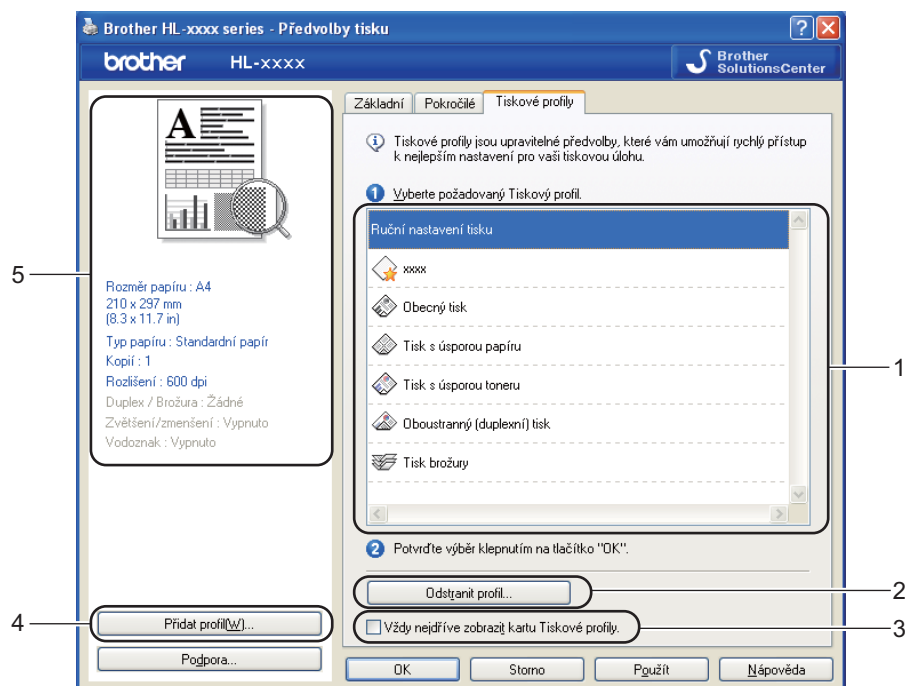 Brother HL-xxxx series - Předvolby tisku
brother HL-xxxx
Brother
SolutionsCenter
A
Rozměr papíru : A4
210 x 297 mm
(8.3 x 11.7 in)
Typ papíru : Standardní papír
Kopií : 1
Rozlišení : 600 dpi
Duplex / Brožura : Žádné
Zvětšení/zmenšení : Vypnuto
Vodoznak : Vypnuto
5
Přidat profil(W)...
4
Podpora...
Základní Pokročilé Tiskové profily
Tiskové profily jsou upravitelné předvolby, které vám umožňují rychlý přístup
k nejlepším nastavení pro vaši tiskovou úlohu.
1 Vyberte požadovaný Tiskový profil.
Ruční nastavení tisku
xxxx
Obecný tisk
Tisk s úsporou papíru
Tisk s úsporou toneru
Oboustranný (duplexní) tisk
Tisk brožury
1
2 Potvrďte výběr klepnutím na tlačítko "OK".
Odstranit profil...
2
Vždy nejdříve zobrazit kartu Tiskové profily.
3
OK Storno Použít Nápověda